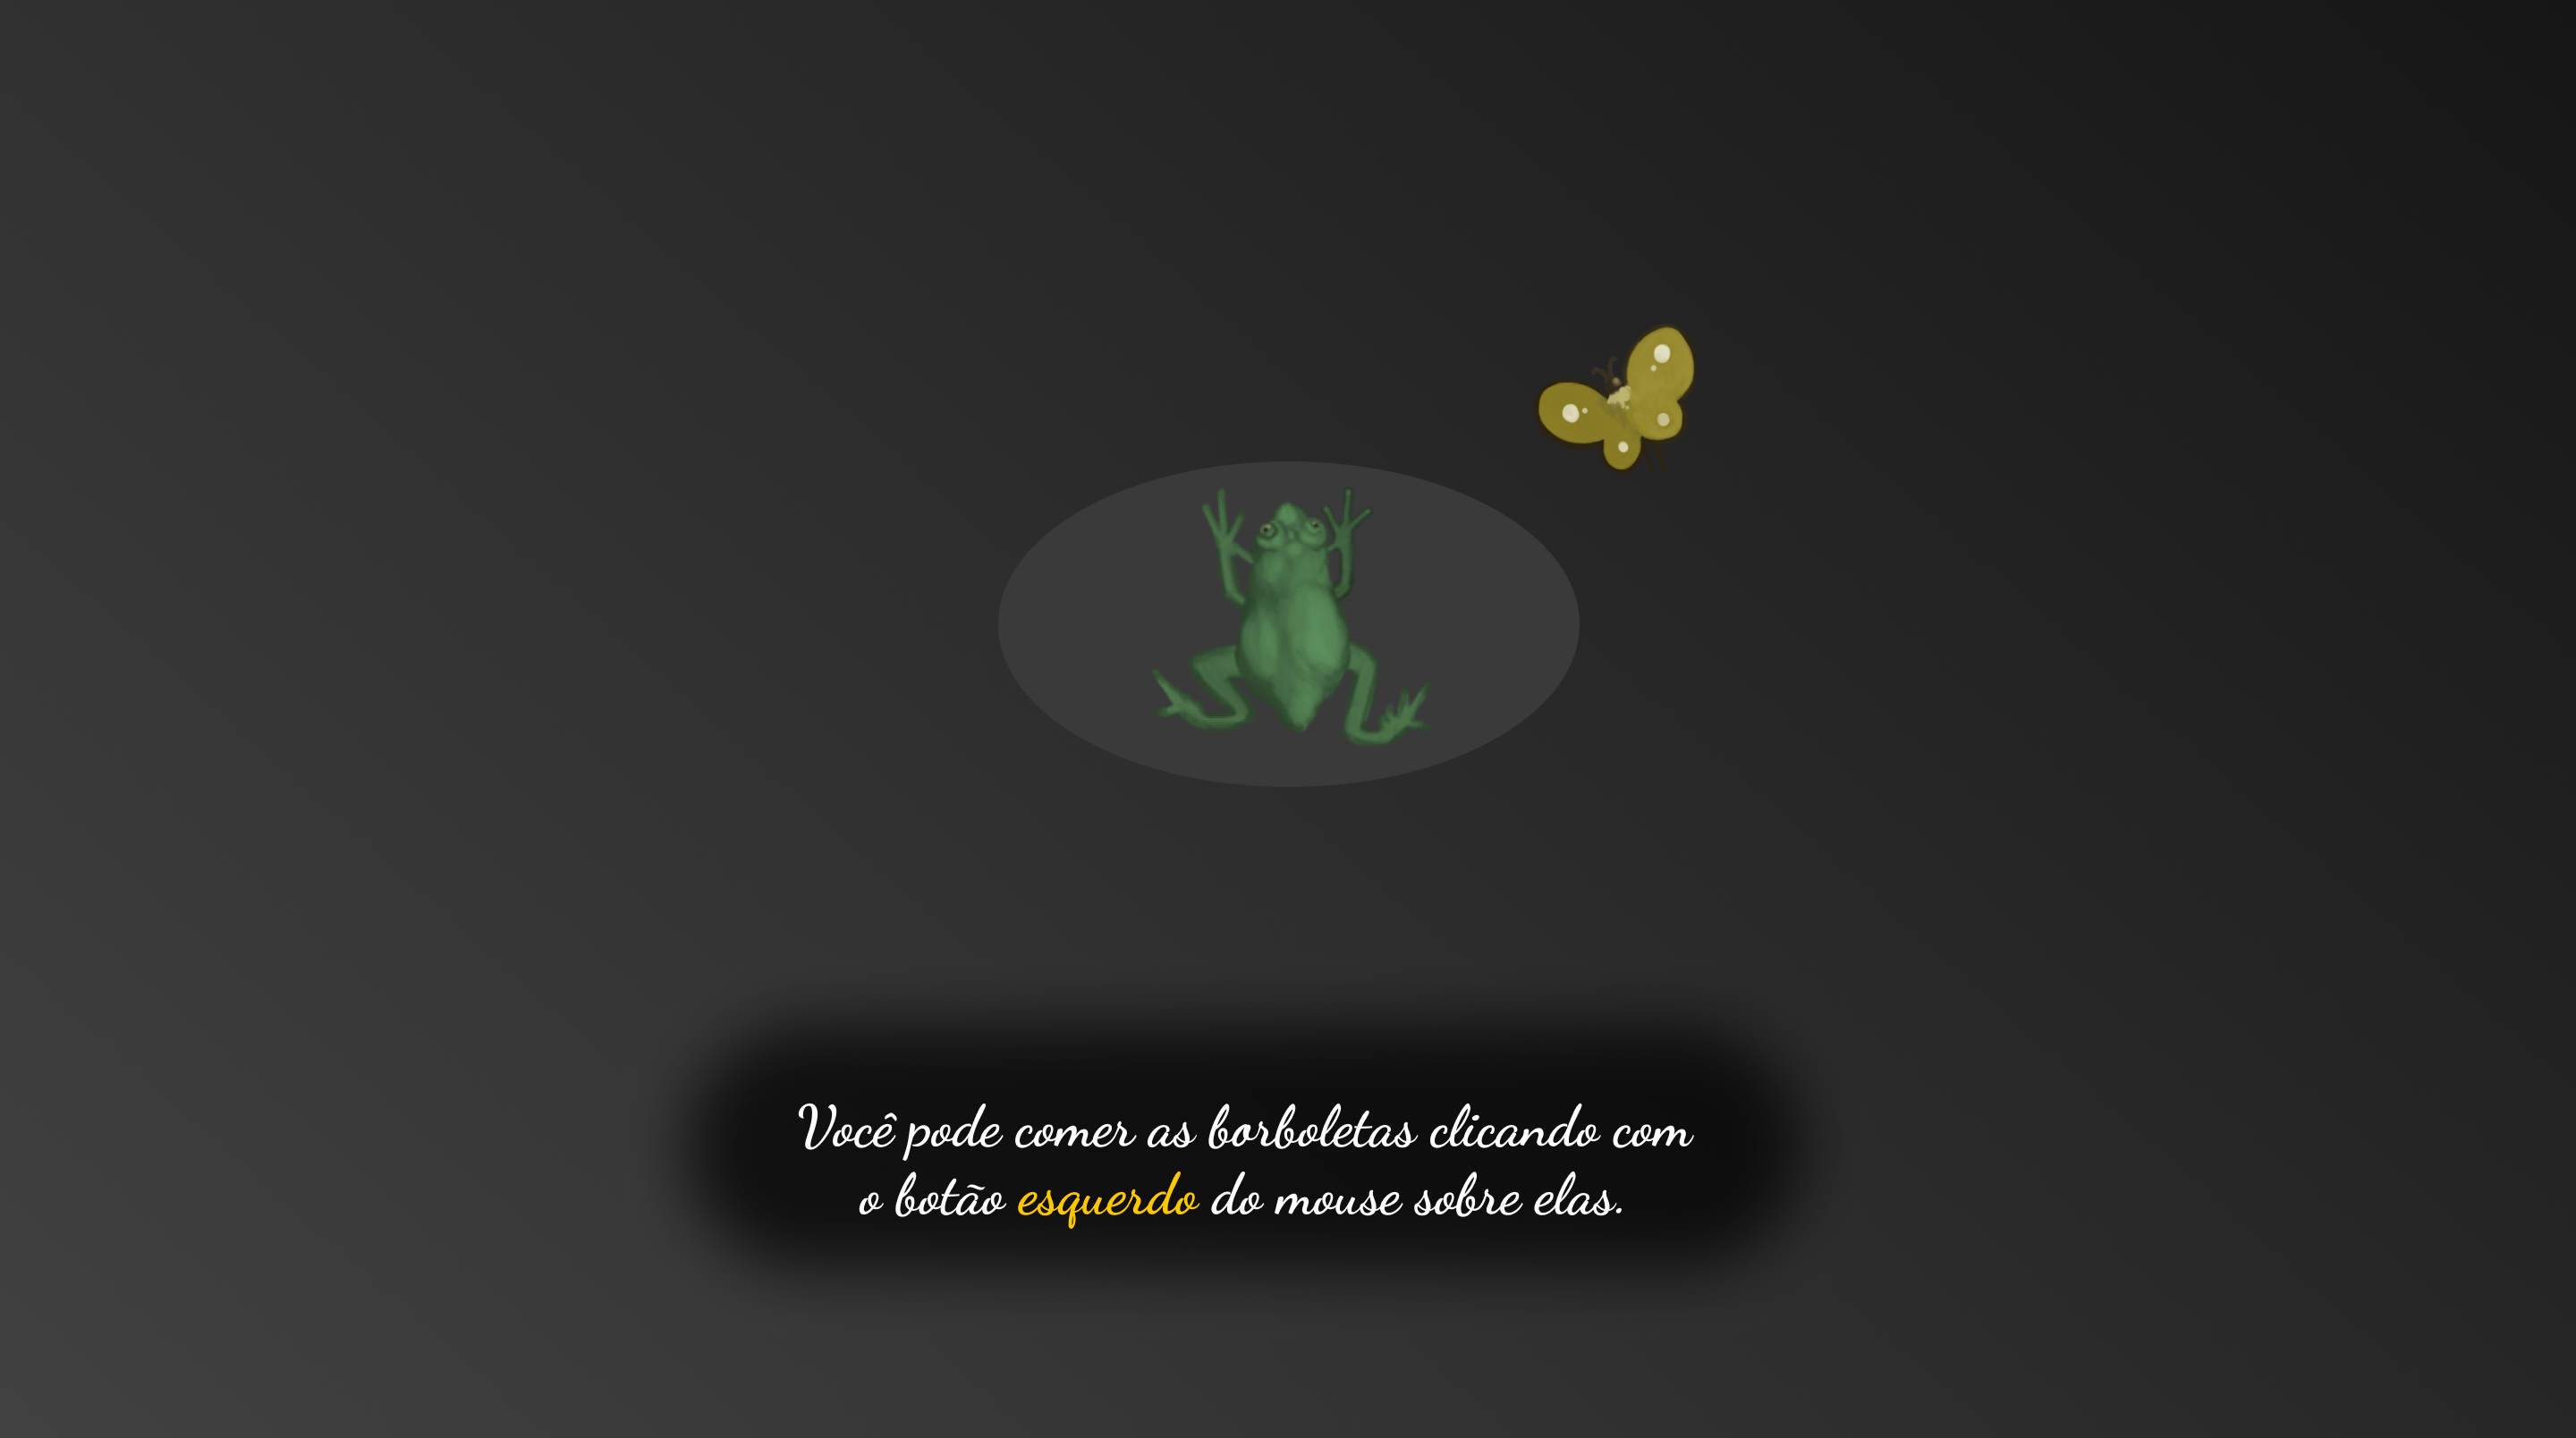 Você pode comer as borboletas clicando com
o botão esquerdo do mouse sobre elas.